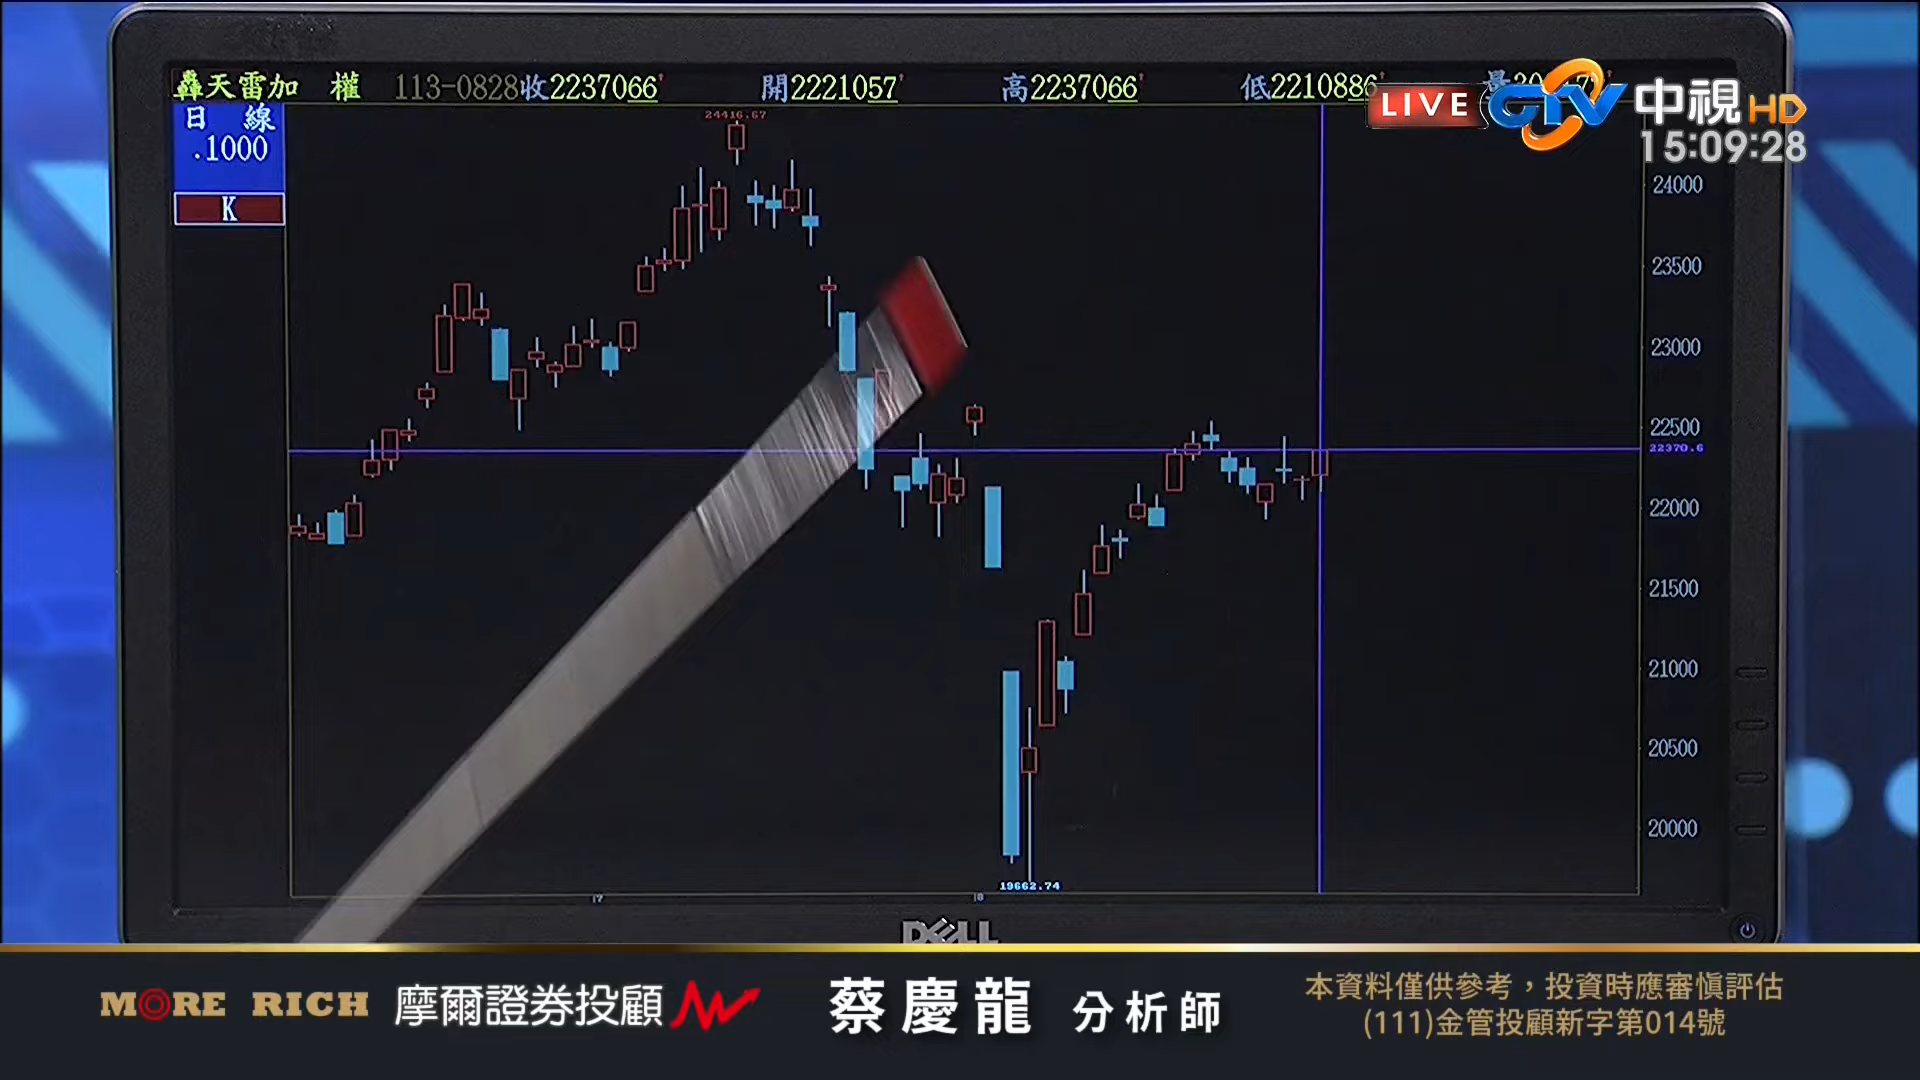 轟天雷加 權 113-0828收2237066' 開2221057' 高2237066' 低2210886' 量
日 線
.1000
K
LIVE CTV 中視HD
15:09:28
24416.67
24000
23500
23000
22500
22370.6
22000
21500
21000
20500
20000
19662.74
7 8
DELL
MORE RICH 摩爾證券投顧
蔡慶龍 分析師
本資料僅供參考，投資時應審慎評估
(111)金管投顧新字第014號